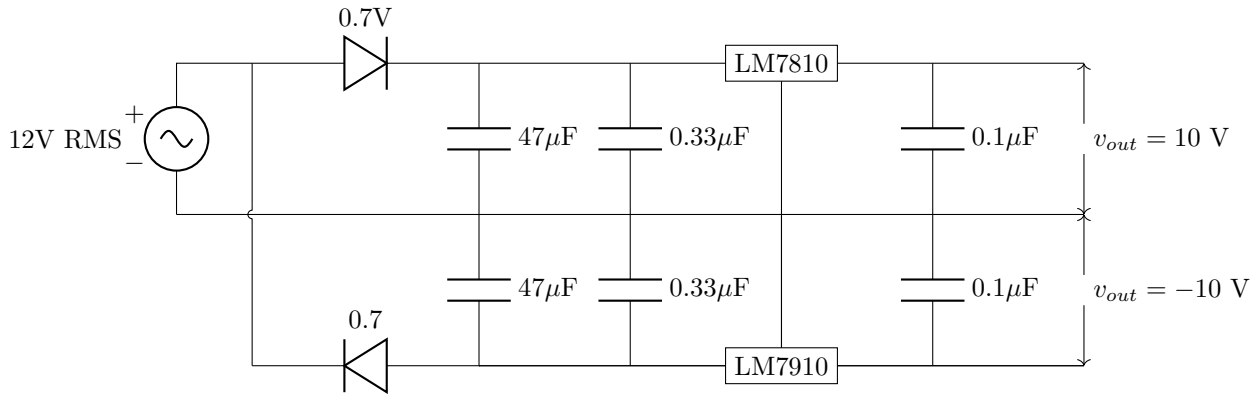 0.7V
LM7810
+
12V RMS
−
47μF
0.33μF
0.1μF
v_out = 10 V
47μF
0.33μF
0.1μF
v_out = −10 V
0.7
LM7910